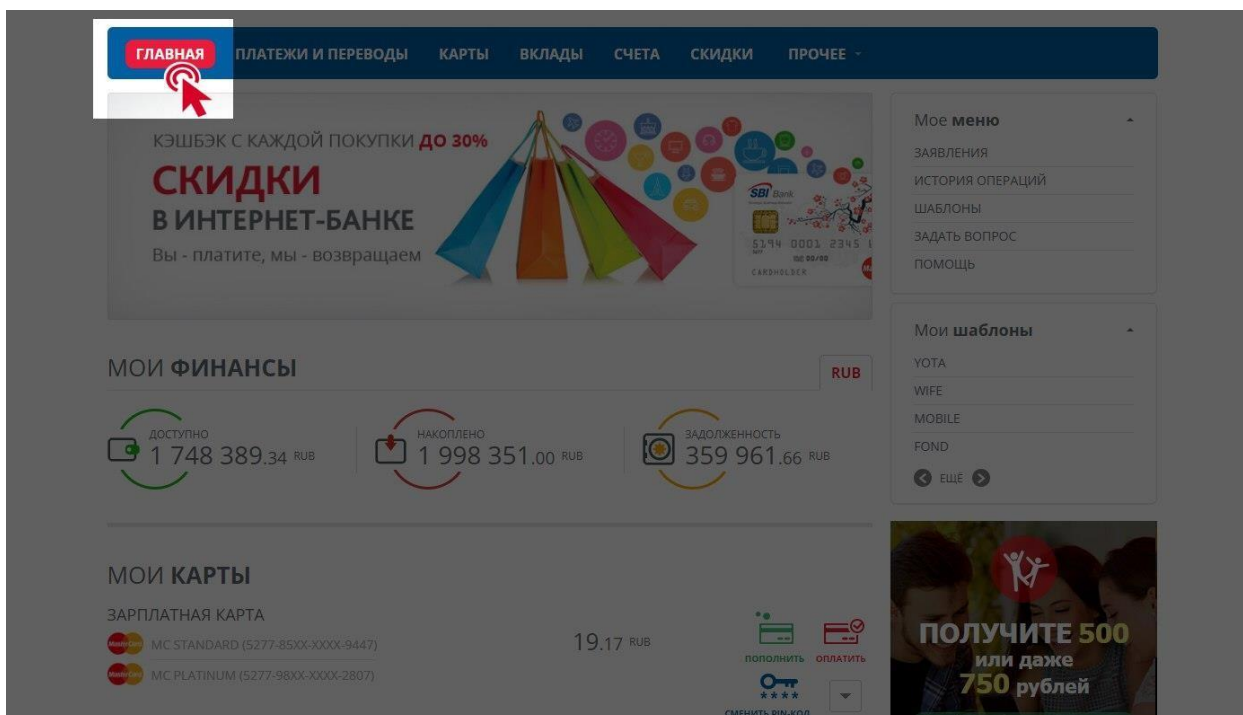 ГЛАВНАЯ ПЛАТЕЖИ И ПЕРЕВОДЫ КАРТЫ ВКЛАДЫ СЧЕТА СКИДКИ ПРОЧЕЕ
КЭШБЭК С КАЖДОЙ ПОКУПКИ ДО 30%
СКИДКИ
В ИНТЕРНЕТ-БАНКЕ
Вы - платите, мы - возвращаем
SBI Bank
5194 0001 2345 1
00/00
CARDHOLDER
Мое меню
ЗАЯВЛЕНИЯ
ИСТОРИЯ ОПЕРАЦИЙ
ШАБЛОНЫ
ЗАДАТЬ ВОПРОС
ПОМОЩЬ
Мои шаблоны
YOTA
WIFE
MOBILE
FOND
ЕЩЁ
МОИ ФИНАНСЫ
RUB
ДОСТУПНО
1 748 389.34 RUB
НАКОПЛЕНО
1 998 351.00 RUB
ЗАДОЛЖЕННОСТЬ
359 961.66 RUB
МОИ КАРТЫ
ЗАРПЛАТНАЯ КАРТА
MC STANDARD (5277-85XX-XXXX-9447)
MC PLATINUM (5277-98XX-XXXX-2807)
19.17 RUB
ПОПОЛНИТЬ ОПЛАТИТЬ
СМЕНИТЬ PIN-КОД
ПОЛУЧИТЕ 500
или даже
750 рублей